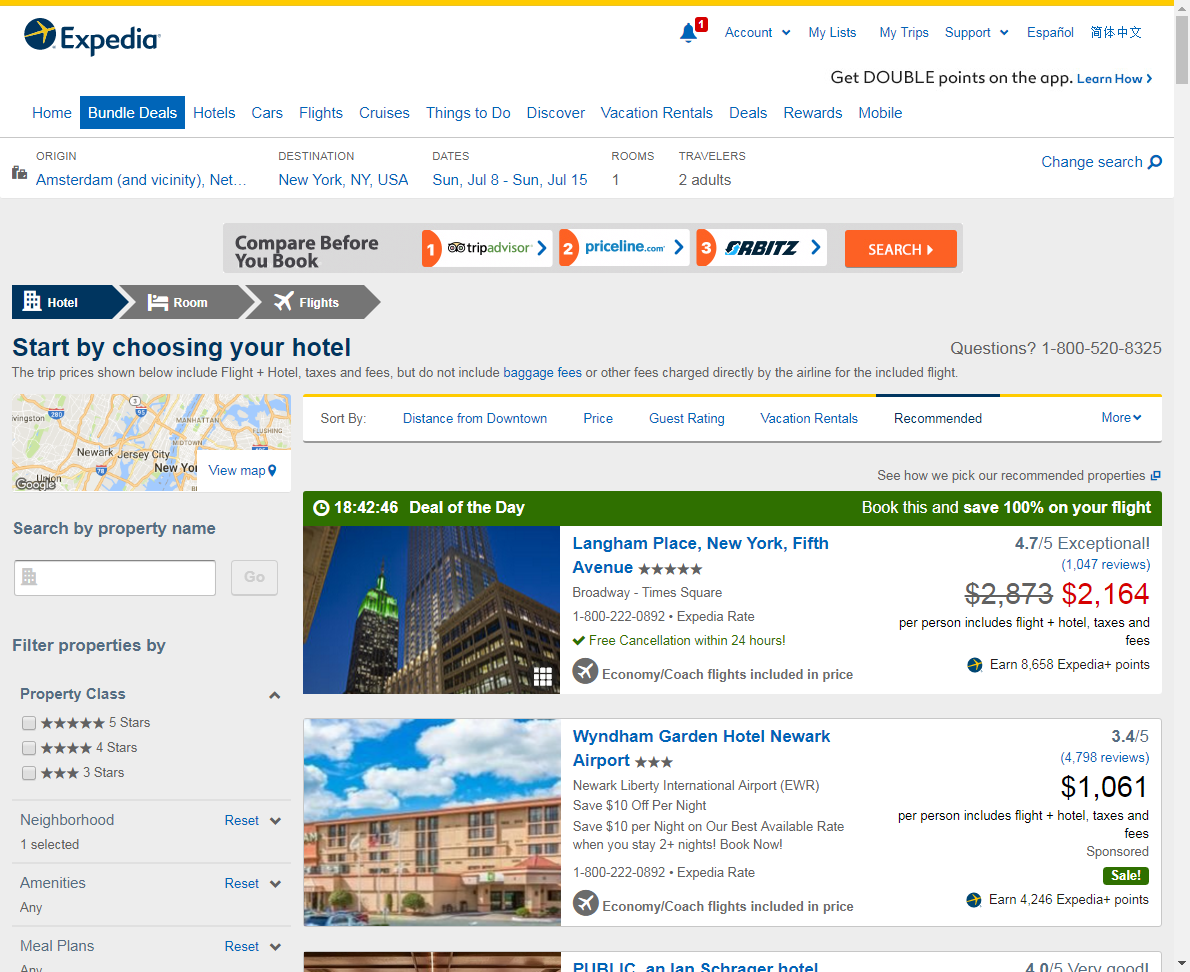 Expedia
1
Account
My Lists
My Trips
Support
Español
简体中文
Get DOUBLE points on the app. Learn How
Home
Bundle Deals
Hotels
Cars
Flights
Cruises
Things to Do
Discover
Vacation Rentals
Deals
Rewards
Mobile
ORIGIN
Amsterdam (and vicinity), Net...
DESTINATION
New York, NY, USA
DATES
Sun, Jul 8 - Sun, Jul 15
ROOMS
1
TRAVELERS
2 adults
Change search
Compare Before
You Book
1 tripadvisor
2 priceline.com
3 ORBITZ
SEARCH
Hotel
Room
Flights
Start by choosing your hotel
Questions? 1-800-520-8325
The trip prices shown below include Flight + Hotel, taxes and fees, but do not include baggage fees or other fees charged directly by the airline for the included flight.
ivingston
280
3
95
MANHATTAN
FLUSHING
MIDTOWN
Newark
Jersey City
New Yor
78
Union
Google
View map
Sort By:
Distance from Downtown
Price
Guest Rating
Vacation Rentals
Recommended
More
See how we pick our recommended properties
Search by property name
Go
Filter properties by
Property Class
★★★★★ 5 Stars
★★★★ 4 Stars
★★★ 3 Stars
Neighborhood
Reset
1 selected
Amenities
Reset
Any
Meal Plans
Reset
Any
18:42:46 Deal of the Day
Book this and save 100% on your flight
Langham Place, New York, Fifth
Avenue ★★★★★
Broadway - Times Square
1-800-222-0892 • Expedia Rate
Free Cancellation within 24 hours!
Economy/Coach flights included in price
4.7/5 Exceptional!
(1,047 reviews)
$2,873 $2,164
per person includes flight + hotel, taxes and
fees
Earn 8,658 Expedia+ points
Wyndham Garden Hotel Newark
Airport ★★★
Newark Liberty International Airport (EWR)
Save $10 Off Per Night
Save $10 per Night on Our Best Available Rate
when you stay 2+ nights! Book Now!
1-800-222-0892 • Expedia Rate
Economy/Coach flights included in price
3.4/5
(4,798 reviews)
$1,061
per person includes flight + hotel, taxes and
fees
Sponsored
Sale!
Earn 4,246 Expedia+ points
PUBLIC, an Ian Schrager hotel
4.0/5 Very good!